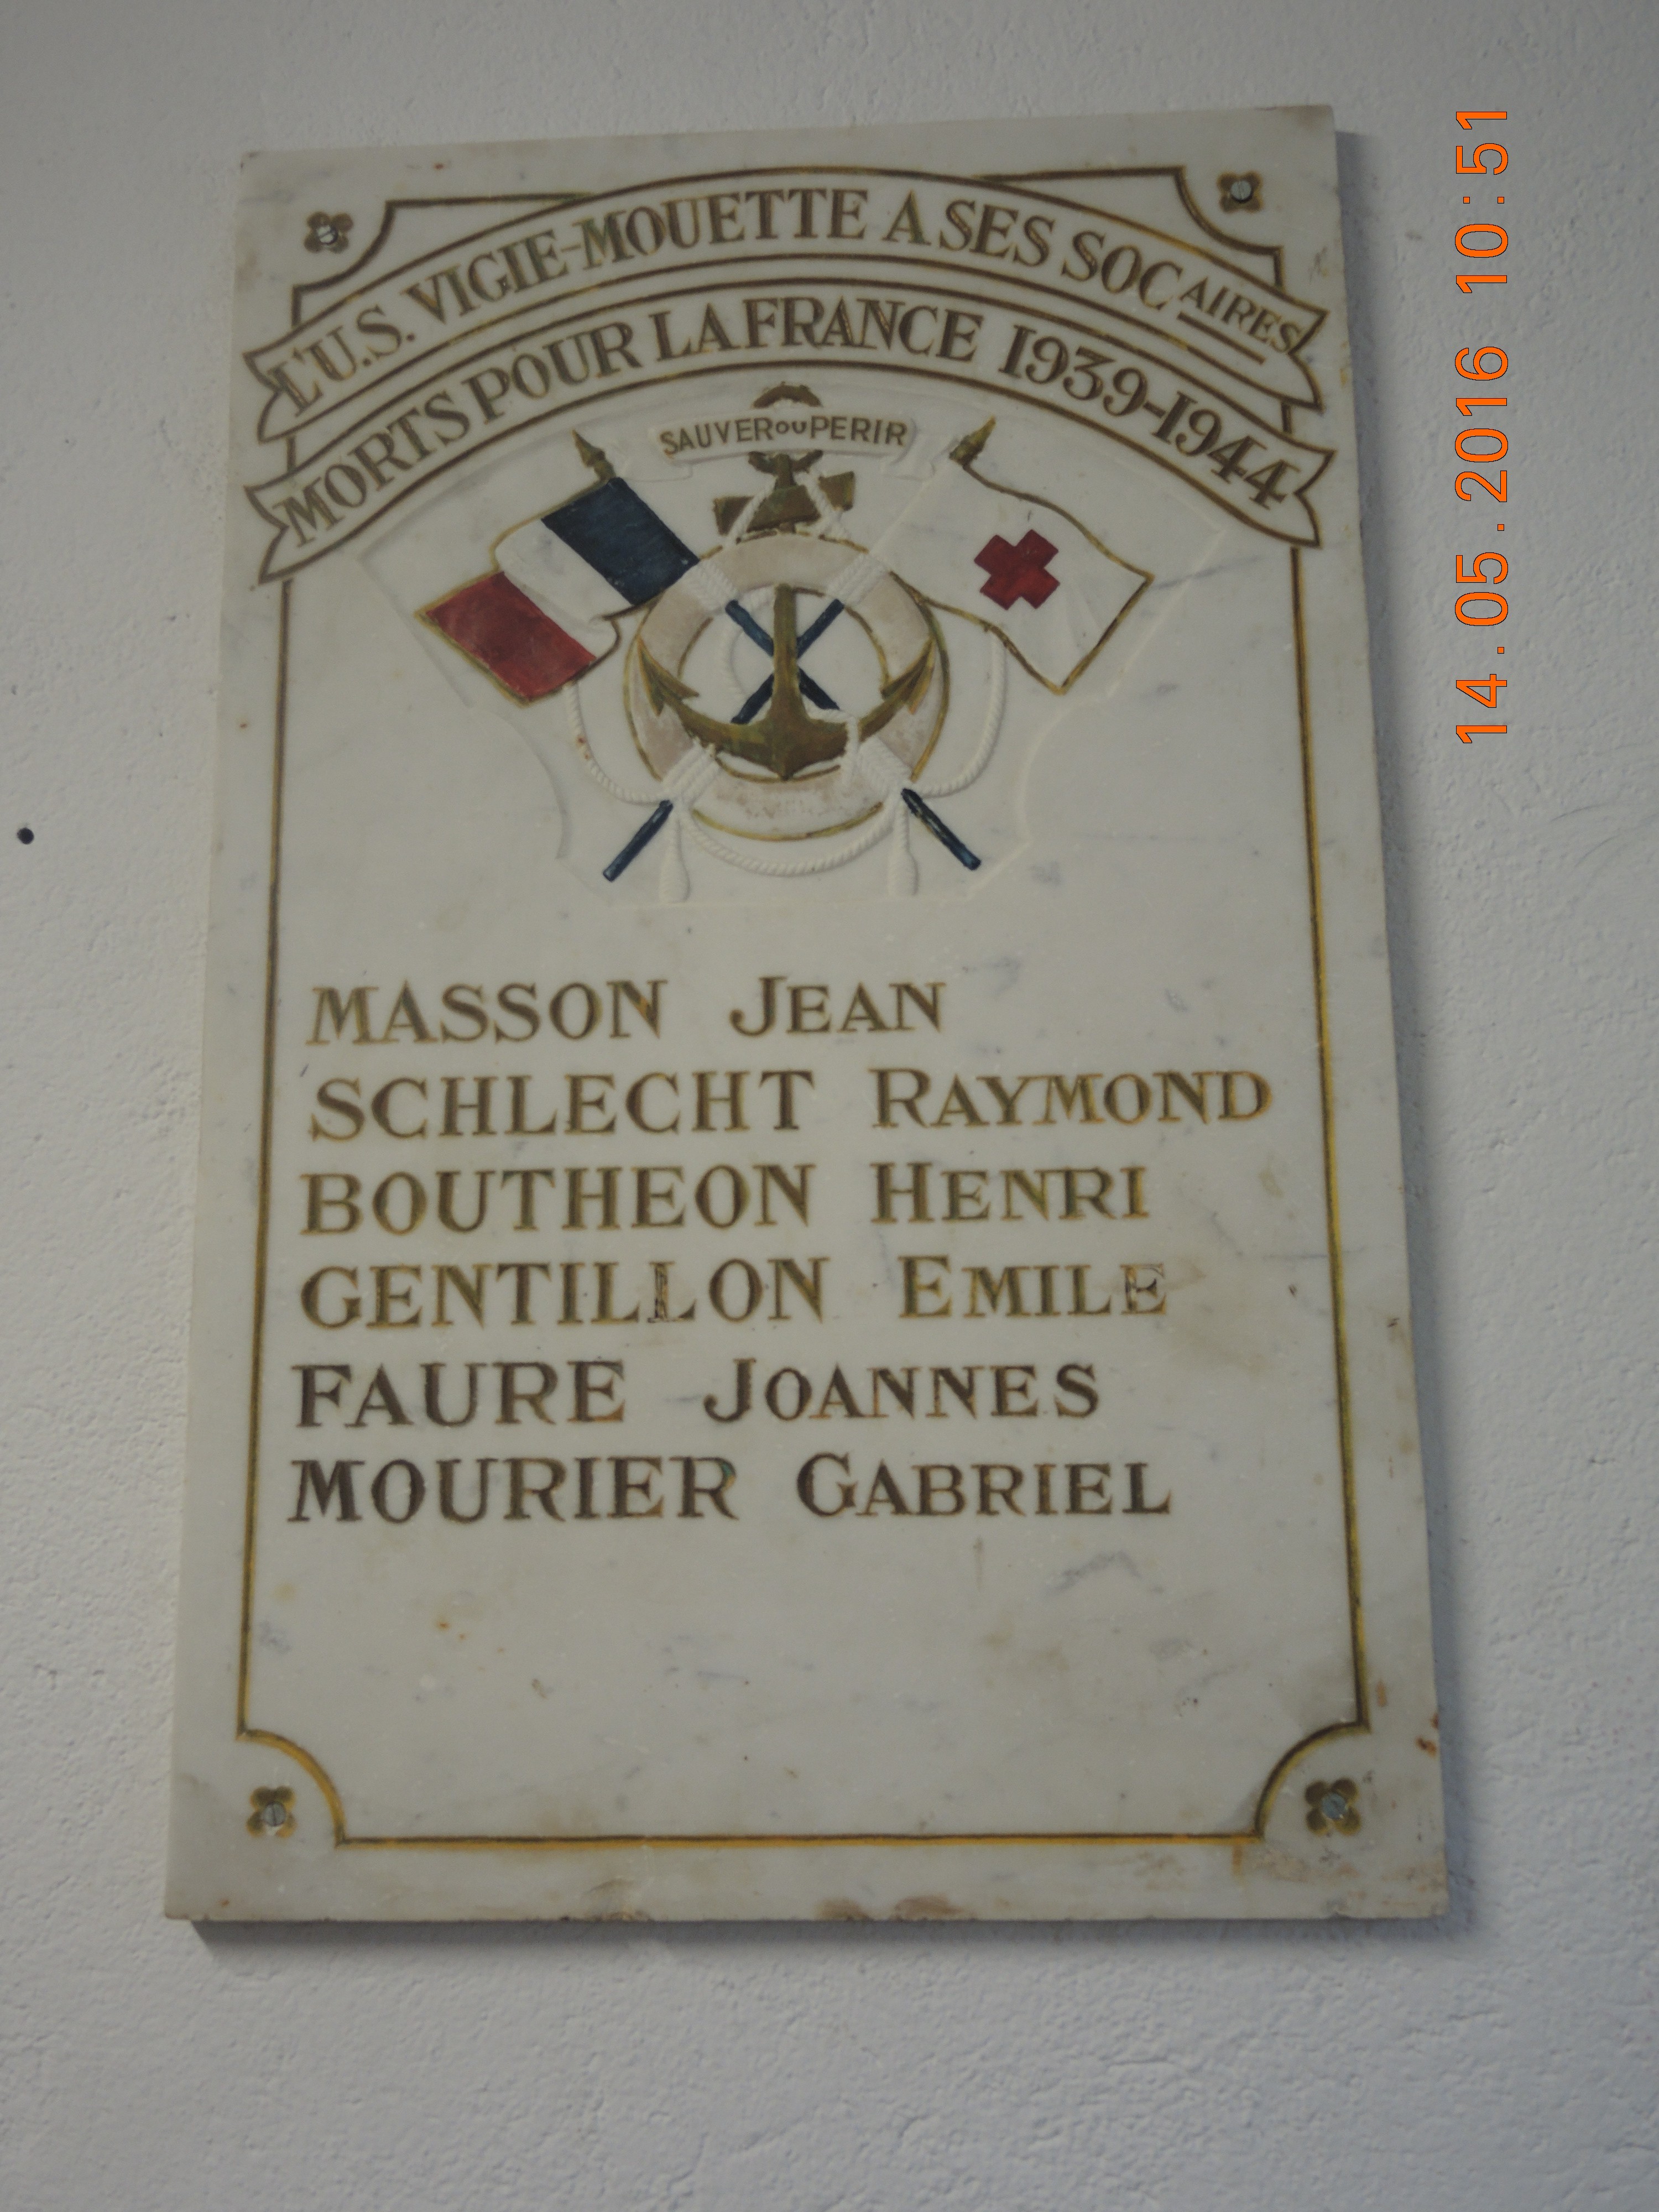 L'U.S. VIGIE-MOUETTE A SES SOCAIRES
MORTS POUR LA FRANCE 1939-1944
SAUVER OU PERIR
MASSON JEAN
SCHLECHT RAYMOND
BOUTHEON HENRI
GENTILLON EMILE
FAURE JOANNES
MOURIER GABRIEL
14.05.2016 10:51